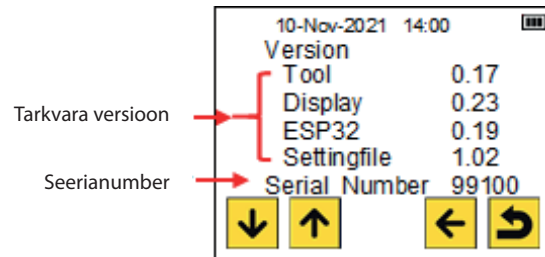 10-Nov-2021 14:00
Version
Tool 0.17
Display 0.23
Tarkvara versioon
ESP32 0.19
Settingfile 1.02
Seerianumber
Serial Number 99100